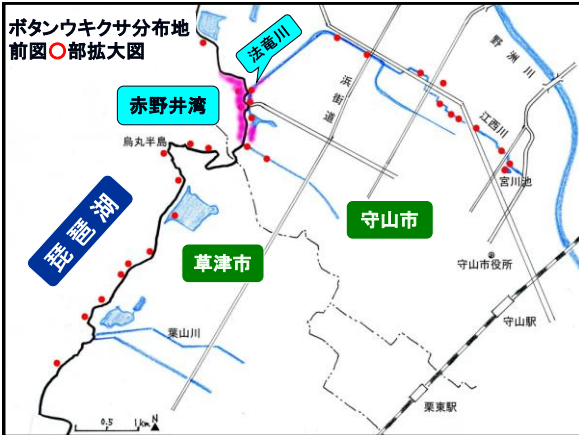 ボタンウキクサ分布地
前図○部拡大図
法竜川
赤野井湾
烏丸半島
浜街道
野洲川
江西川
宮川池
琵琶湖
守山市
草津市
守山市役所
葉山川
守山駅
栗東駅
0.5 1km N